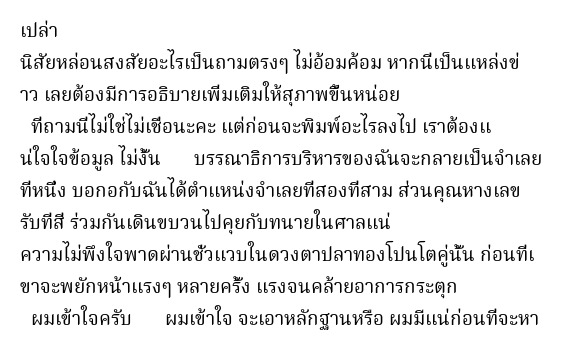 เปล่า
นิสัยหล่อนสงสัยอะไรเป็นถามตรงๆ ไม่อ้อมค้อม หากนี่เป็นแหล่งข่
าว เลยต้องมีการอธิบายเพิ่มเติมให้สุภาพขึ้นหน่อย
ที่ถามนี่ไม่ใช่ไม่เชื่อนะคะ แต่ก่อนจะพิมพ์อะไรลงไป เราต้องแ
น่ใจใจข้อมูล ไม่งั้น บรรณาธิการบริหารของฉันจะกลายเป็นจำเลย
ที่หนึ่ง บอกอกับฉันได้ตำแหน่งจำเลยที่สองที่สาม ส่วนคุณหางเลข
รับที่สี่ ร่วมกันเดินขบวนไปคุยกับทนายในศาลแน่
ความไม่พึงใจพาดผ่านชั่วแวบในดวงตาปลาทองโปนโตคู่นั้น ก่อนที่เ
ขาจะพยักหน้าแรงๆ หลายครั้ง แรงจนคล้ายอาการกระตุก
ผมเข้าใจครับ ผมเข้าใจ จะเอาหลักฐานหรือ ผมมีแน่ก่อนที่จะหา